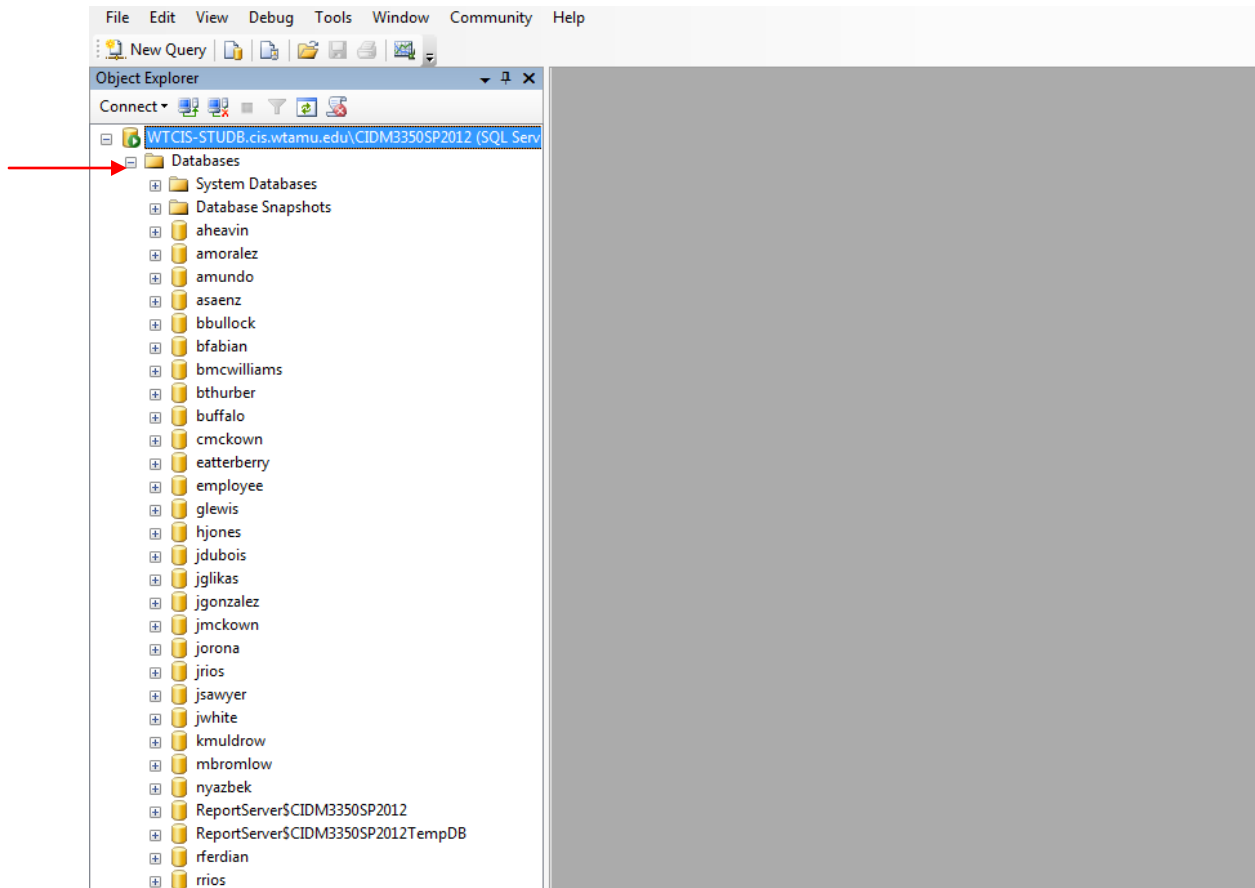 File Edit View Debug Tools Window Community Help
New Query
Object Explorer
Connect
WTCIS-STUDB.cis.wtamu.edu\CIDM3350SP2012 (SQL Serv
Databases
System Databases
Database Snapshots
aheavin
amoralez
amundo
asaenz
bbullock
bfabian
bmcwilliams
bthurber
buffalo
cmckown
eatterberry
employee
glewis
hjones
jdubois
jglikas
jgonzalez
jmckown
jorona
jrios
jsawyer
jwhite
kmuldrow
mbromlow
nyazbek
ReportServer$CIDM3350SP2012
ReportServer$CIDM3350SP2012TempDB
rferdian
rrios